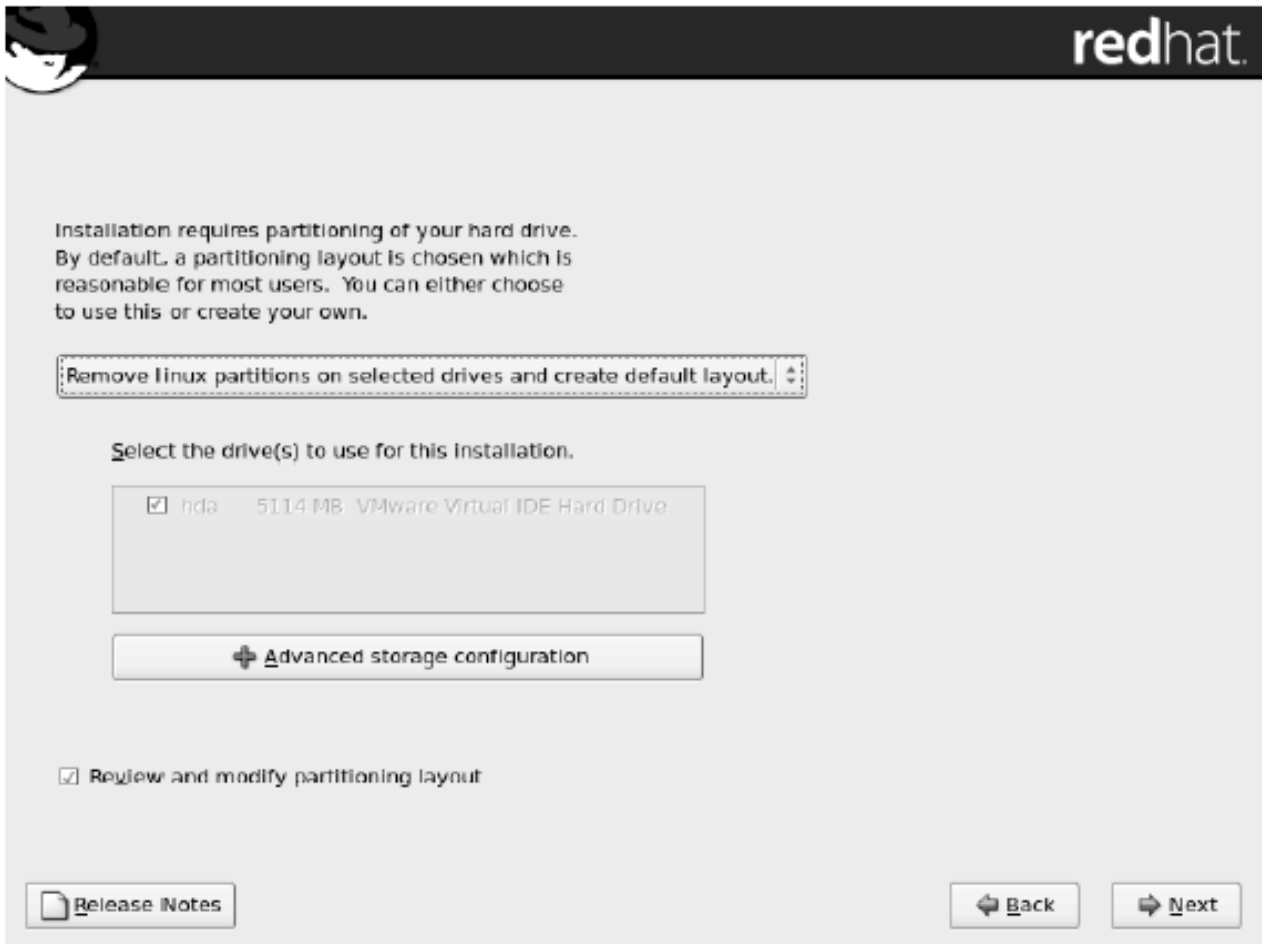 redhat.
Installation requires partitioning of your hard drive.
By default, a partitioning layout is chosen which is
reasonable for most users. You can either choose
to use this or create your own.
Remove linux partitions on selected drives and create default layout.
Select the drive(s) to use for this installation.
hda 5114 MB VMware Virtual IDE Hard Drive
Advanced storage configuration
Review and modify partitioning layout
Release Notes
Back
Next